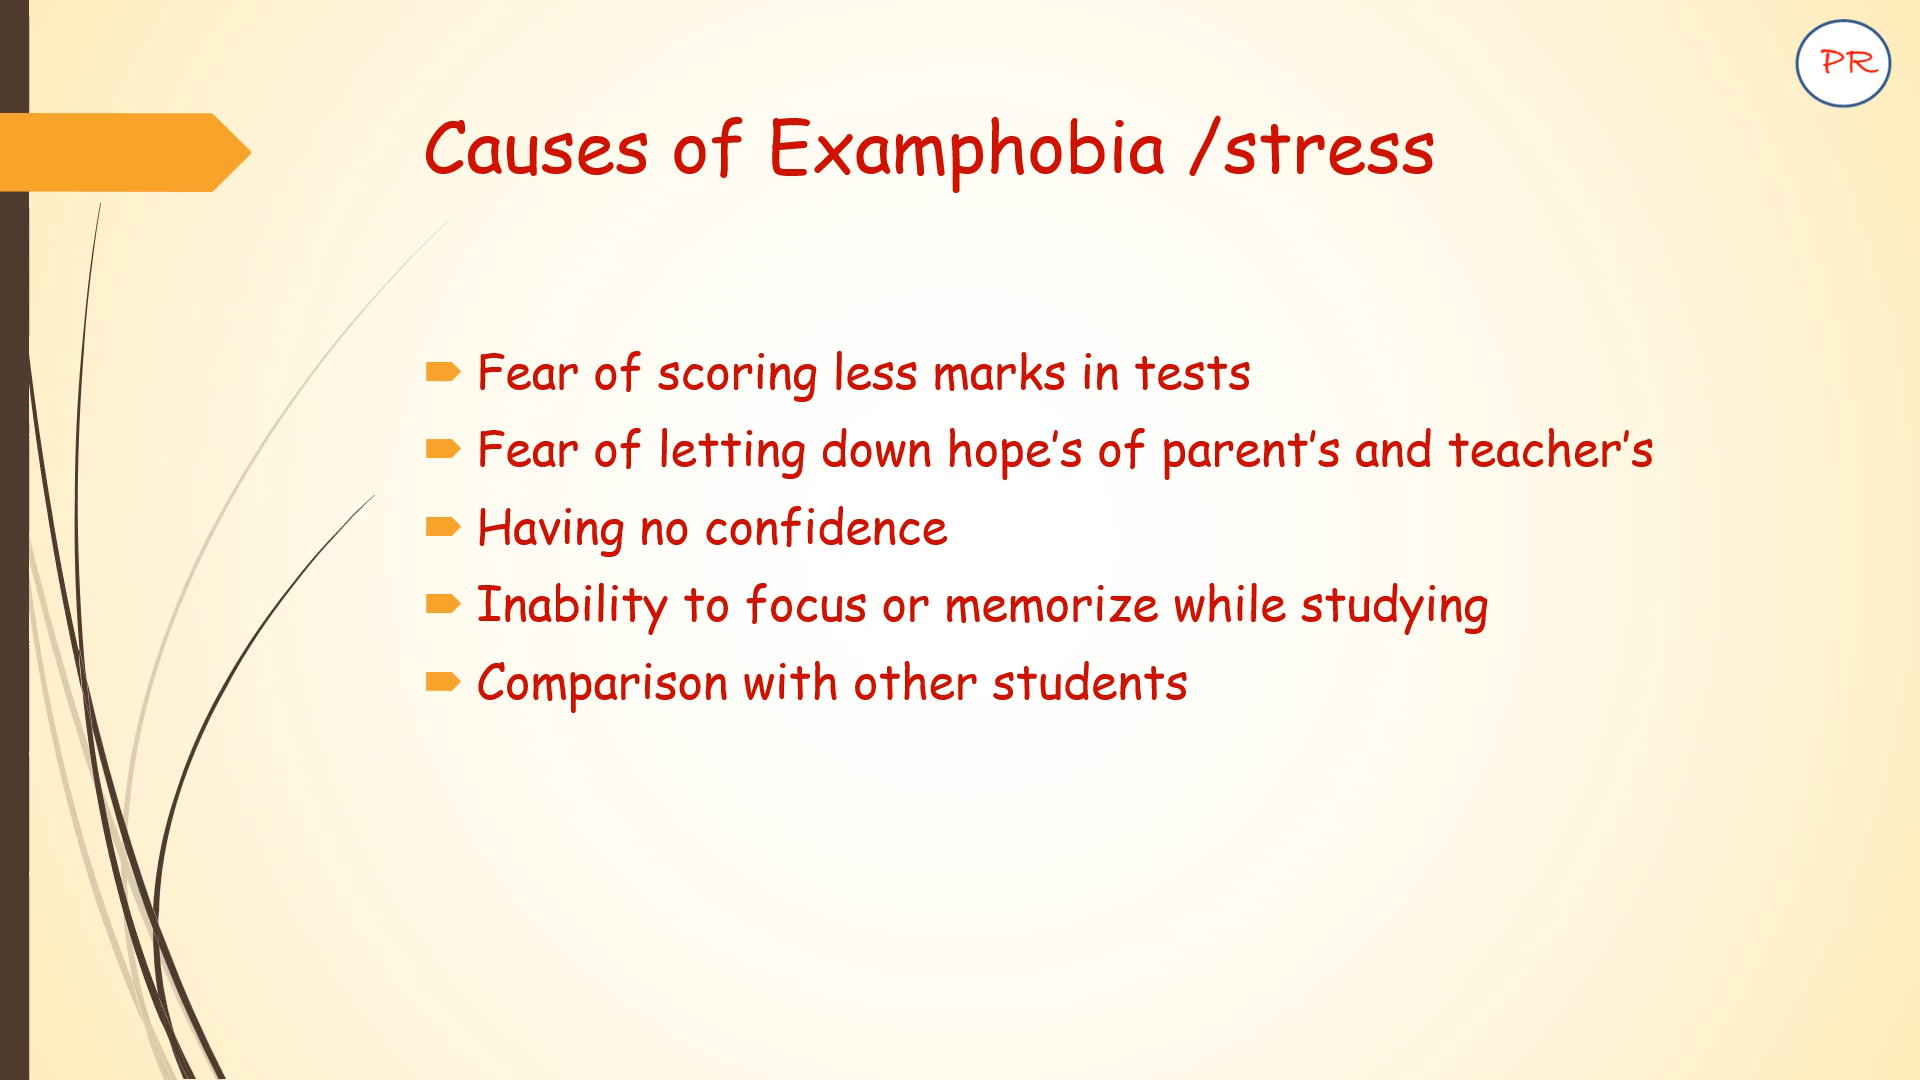 PR
Causes of Examphobia /stress
Fear of scoring less marks in tests
Fear of letting down hope’s of parent’s and teacher’s
Having no confidence
Inability to focus or memorize while studying
Comparison with other students